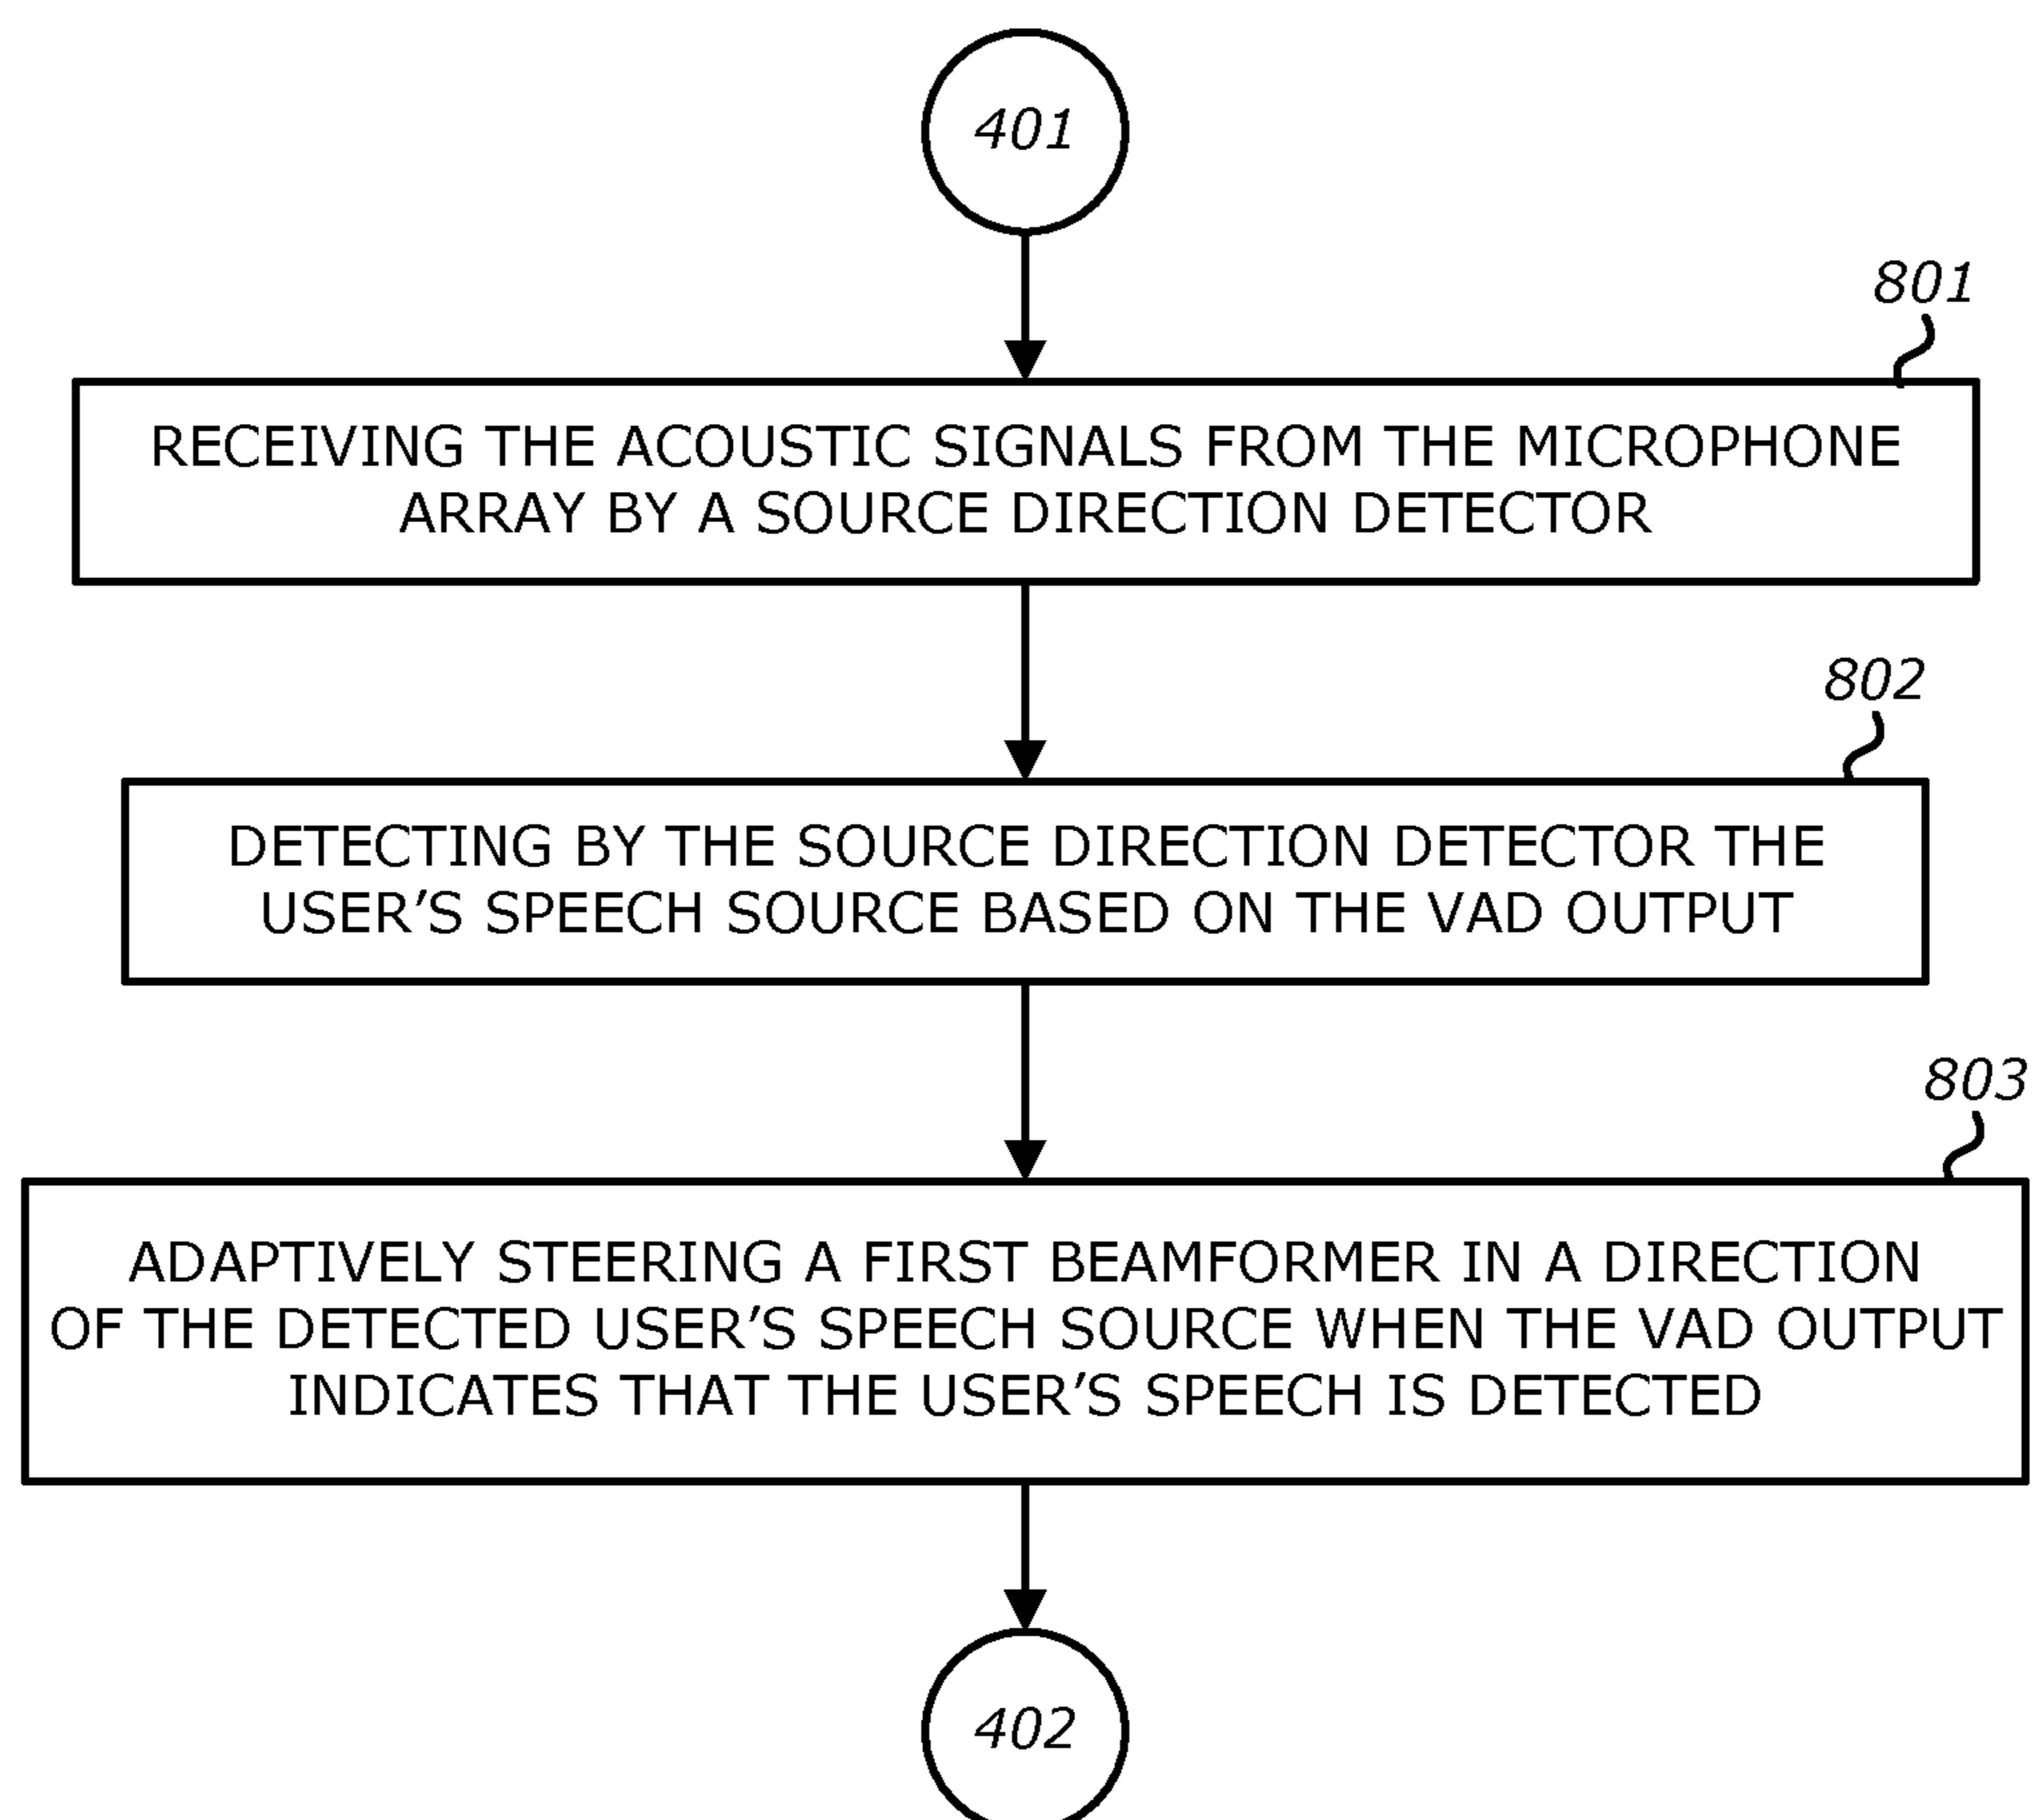 401
801
RECEIVING THE ACOUSTIC SIGNALS FROM THE MICROPHONE
ARRAY BY A SOURCE DIRECTION DETECTOR
802
DETECTING BY THE SOURCE DIRECTION DETECTOR THE
USER’S SPEECH SOURCE BASED ON THE VAD OUTPUT
803
ADAPTIVELY STEERING A FIRST BEAMFORMER IN A DIRECTION
OF THE DETECTED USER’S SPEECH SOURCE WHEN THE VAD OUTPUT
INDICATES THAT THE USER’S SPEECH IS DETECTED
402